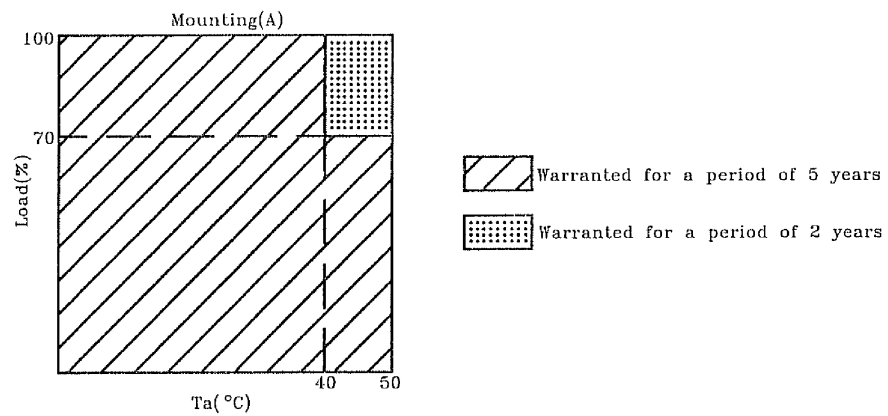 Mounting(A)
100
70
Load(%)
40
50
Ta(°C)
Warranted for a period of 5 years
Warranted for a period of 2 years